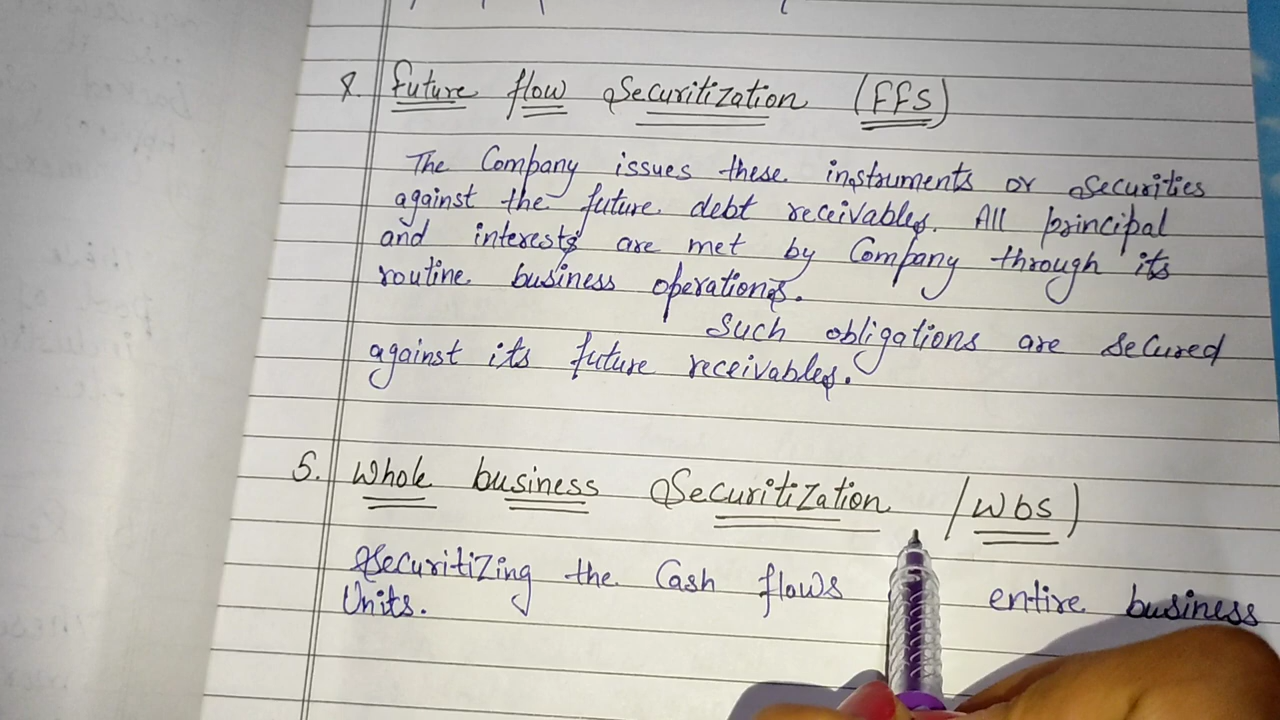 8. Future flow Securitization (FFS)
The Company issues these instruments or securities
against the future debt receivables. All principal
and interests are met by Company through its
routine business operations.
Such obligations are secured
against its future receivables.
5. Whole business Securitization (Wbs)
Securitizing the Cash flows entire business
Units.